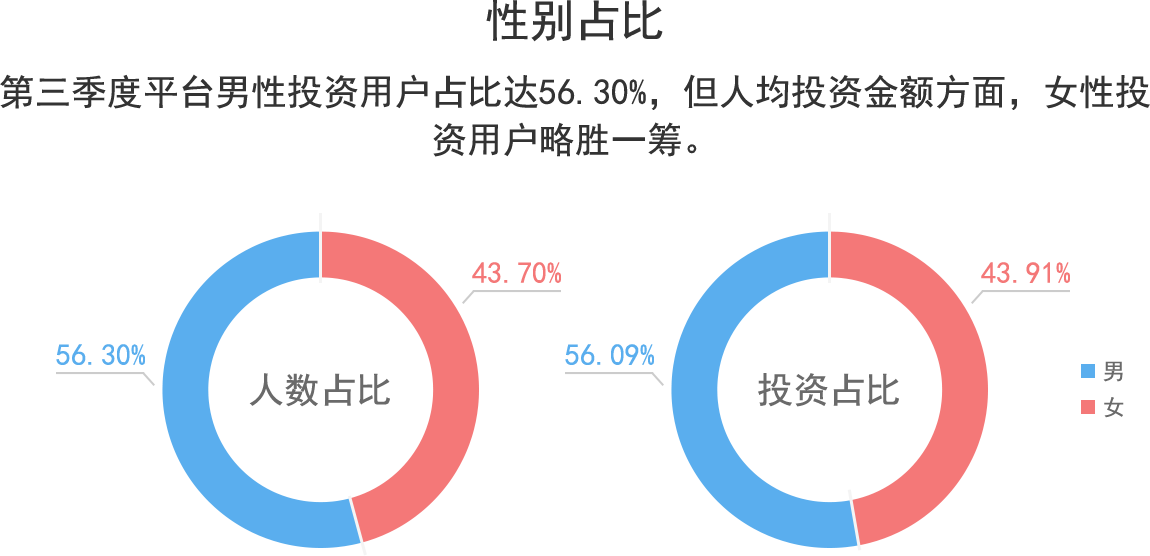 性别占比
第三季度平台男性投资用户占比达56.30%，但人均投资金额方面，女性投
资用户略胜一筹。
43.70%
56.30%
人数占比
43.91%
56.09%
投资占比
男
女